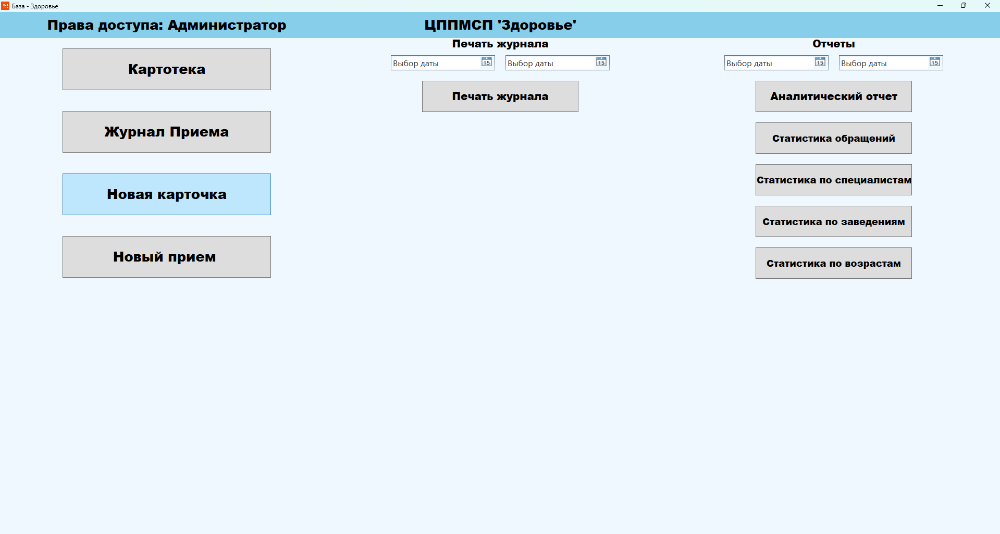 База - Здоровье
Права доступа: Администратор
ЦППМСП 'Здоровье'
Картотека
Журнал Приема
Новая карточка
Новый прием
Печать журнала
Выбор даты
15
Выбор даты
15
Печать журнала
Отчеты
Выбор даты
15
Выбор даты
15
Аналитический отчет
Статистика обращений
Статистика по специалистам
Статистика по заведениям
Статистика по возрастам